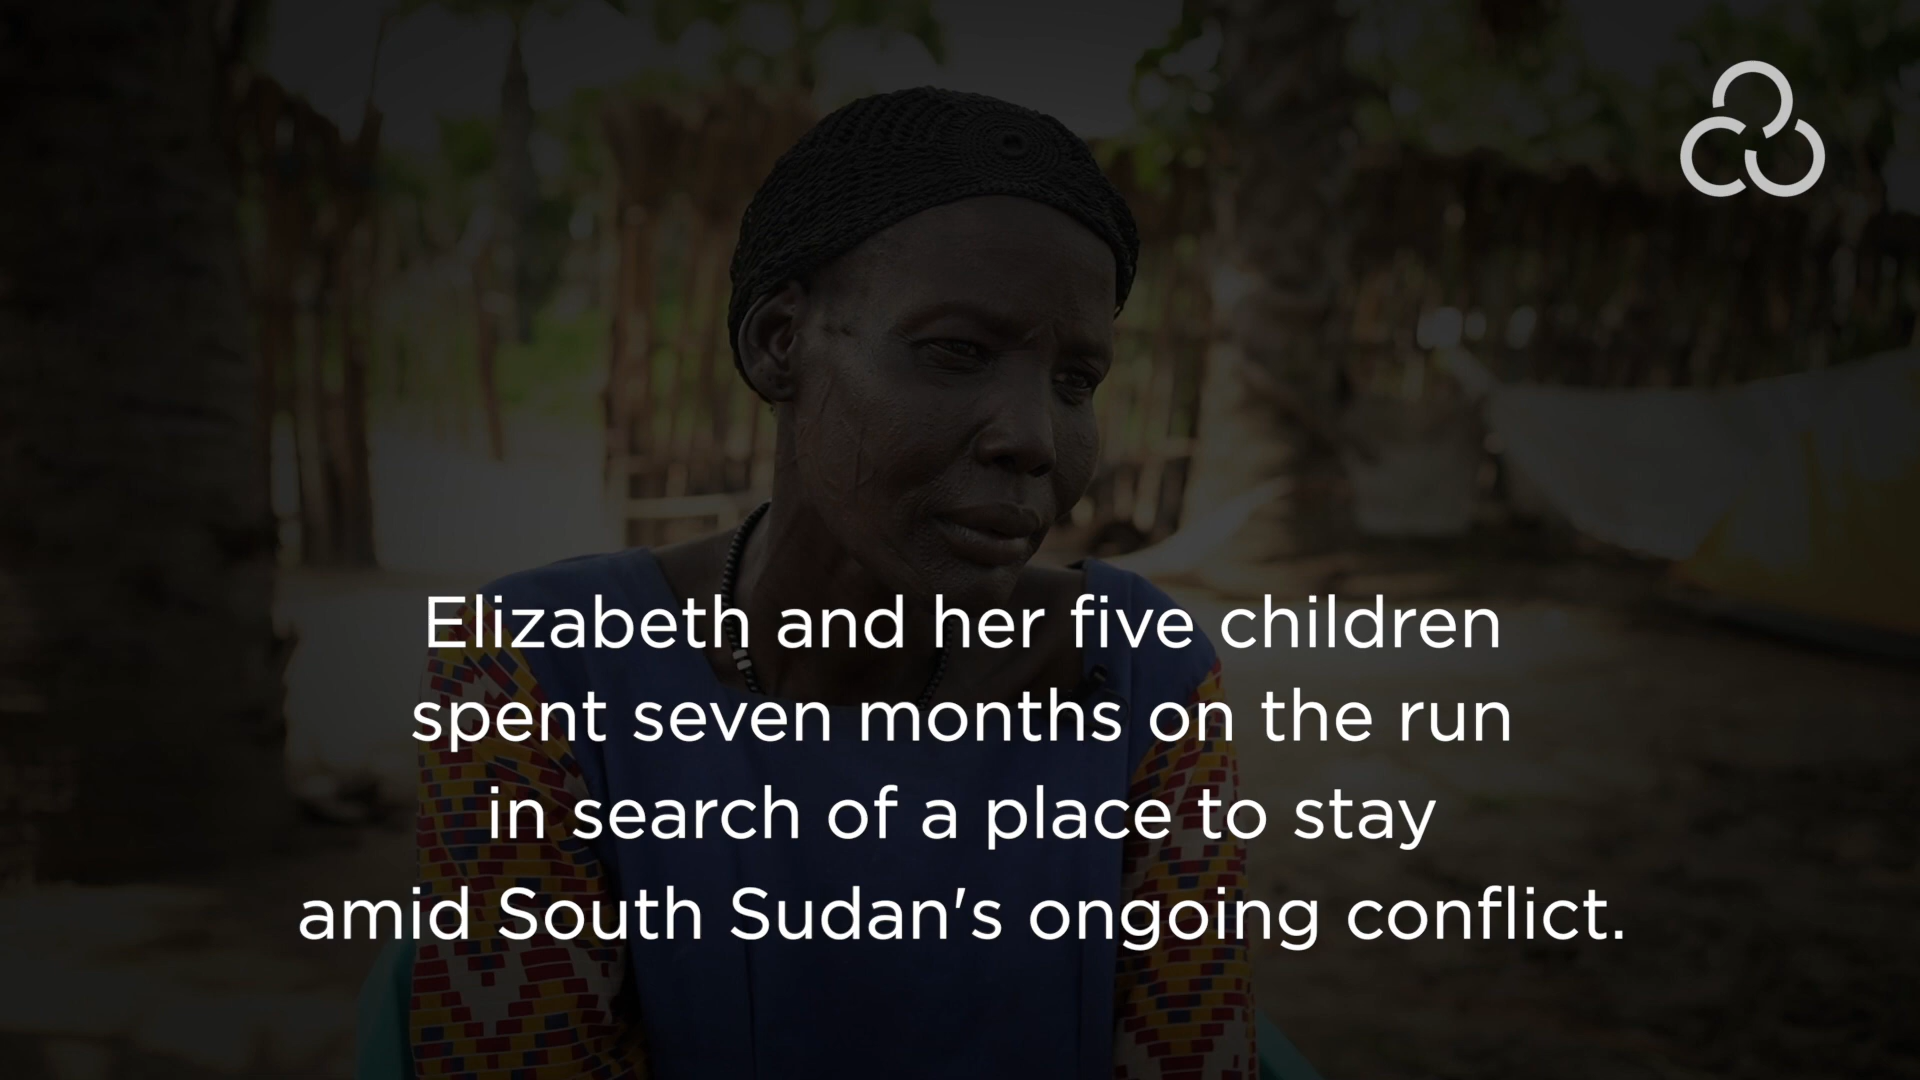 Elizabeth and her five children
spent seven months on the run
in search of a place to stay
amid South Sudan's ongoing conflict.